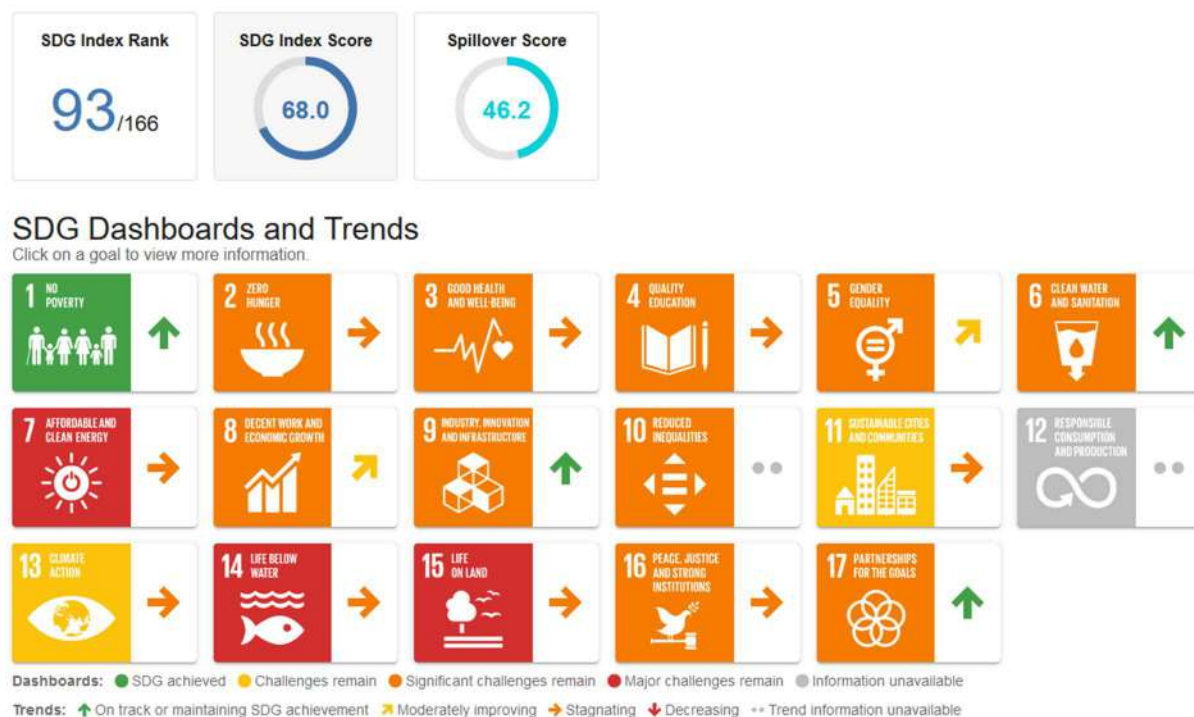 SDG Index Rank
93/166
SDG Index Score
68.0
Spillover Score
46.2
SDG Dashboards and Trends
Click on a goal to view more information.
1 NO
POVERTY
2 ZERO
HUNGER
3 GOOD HEALTH
AND WELL-BEING
4 QUALITY
EDUCATION
5 GENDER
EQUALITY
6 CLEAN WATER
AND SANITATION
7 AFFORDABLE AND
CLEAN ENERGY
8 DECENT WORK AND
ECONOMIC GROWTH
9 INDUSTRY, INNOVATION
AND INFRASTRUCTURE
10 REDUCED
INEQUALITIES
11 SUSTAINABLE CITIES
AND COMMUNITIES
12 RESPONSIBLE
CONSUMPTION
AND PRODUCTION
13 CLIMATE
ACTION
14 LIFE BELOW
WATER
15 LIFE
ON LAND
16 PEACE, JUSTICE
AND STRONG
INSTITUTIONS
17 PARTNERSHIPS
FOR THE GOALS
Dashboards: SDG achieved Challenges remain Significant challenges remain Major challenges remain Information unavailable
Trends: On track or maintaining SDG achievement Moderately improving Stagnating Decreasing Trend information unavailable